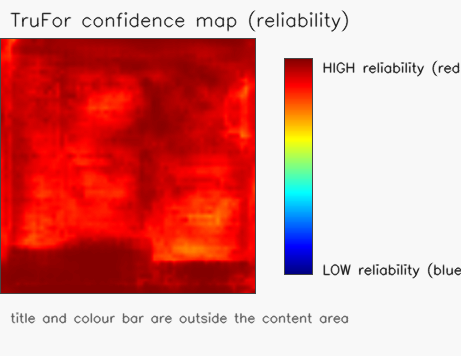 TruFor confidence map (reliability)
HIGH reliability (red
LOW reliability (blue
title and colour bar are outside the content area